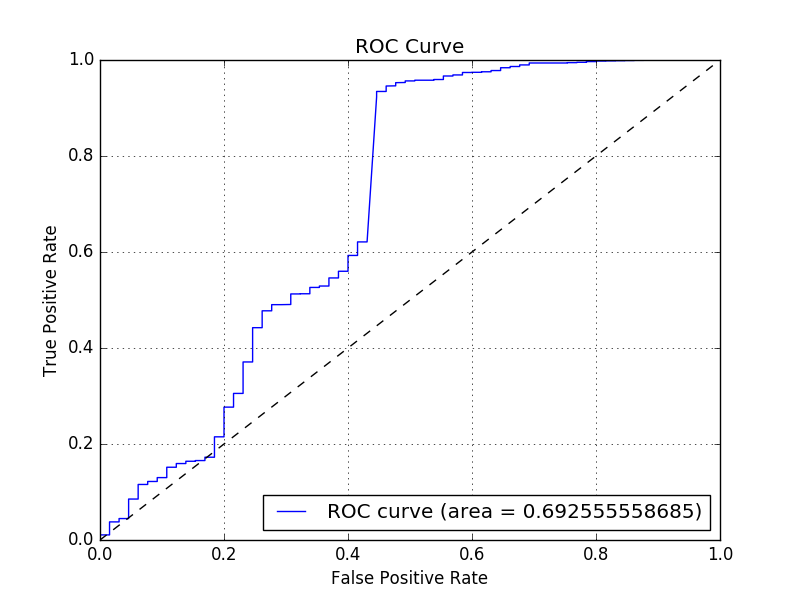 ROC Curve
1.0
0.8
0.6
0.4
0.2
0.0
True Positive Rate
ROC curve (area = 0.692555558685)
0.0 0.2 0.4 0.6 0.8 1.0
False Positive Rate